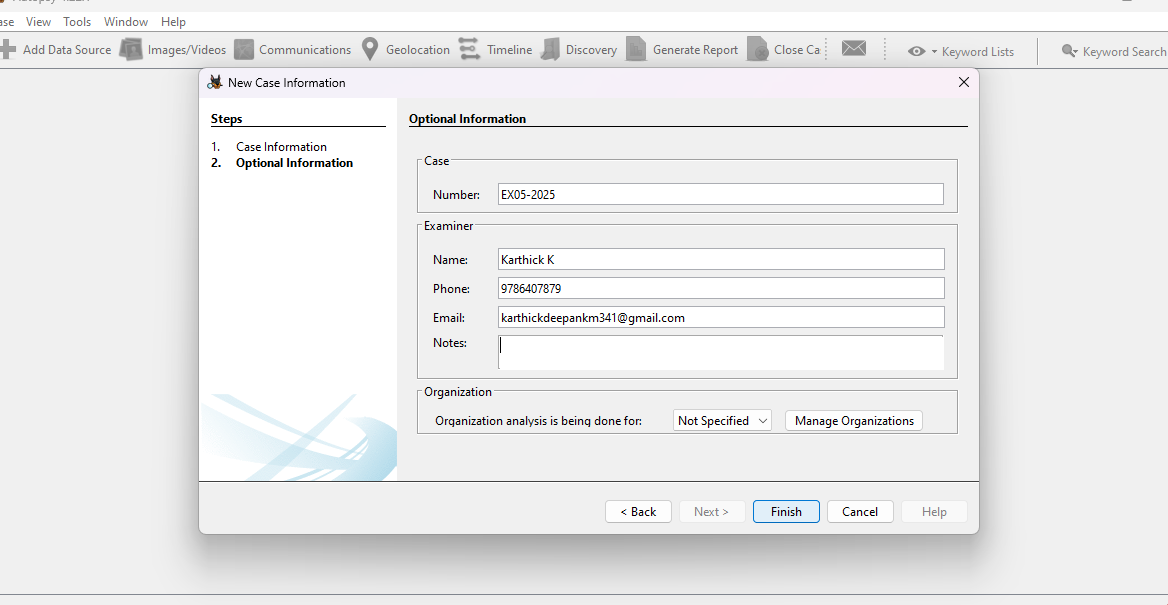 ase View Tools Window Help
Add Data Source Images/Videos Communications Geolocation Timeline Discovery Generate Report Close Ca Keyword Lists Keyword Search
New Case Information
Steps
1. Case Information
2. Optional Information
Optional Information
Case
Number: EX05-2025
Examiner
Name: Karthick K
Phone: 9786407879
Email: karthickdeepankm341@gmail.com
Notes:
Organization
Organization analysis is being done for: Not Specified Manage Organizations
< Back Next > Finish Cancel Help